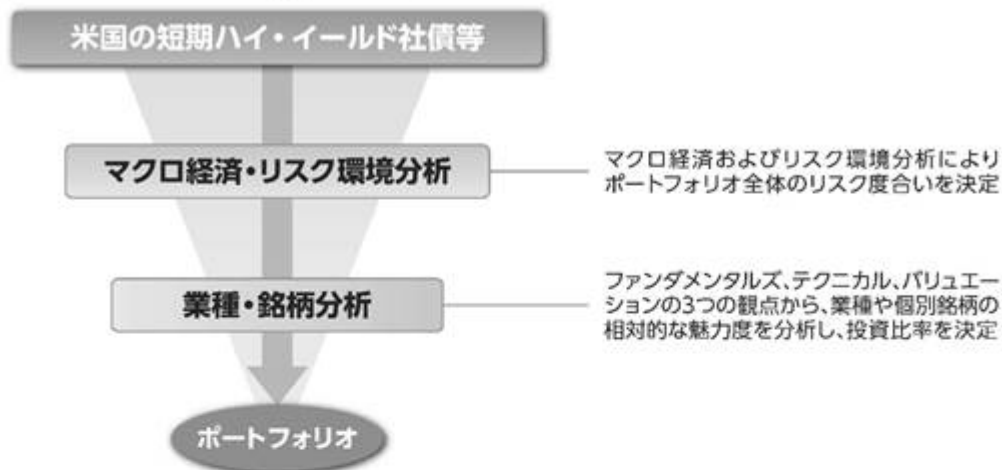 米国の短期ハイ・イールド社債等
マクロ経済・リスク環境分析
マクロ経済およびリスク環境分析により
ポートフォリオ全体のリスク度合いを決定
業種・銘柄分析
ファンダメンタルズ、テクニカル、バリュエー
ションの3つの観点から、業種や個別銘柄の
相対的な魅力度を分析し、投資比率を決定
ポートフォリオ